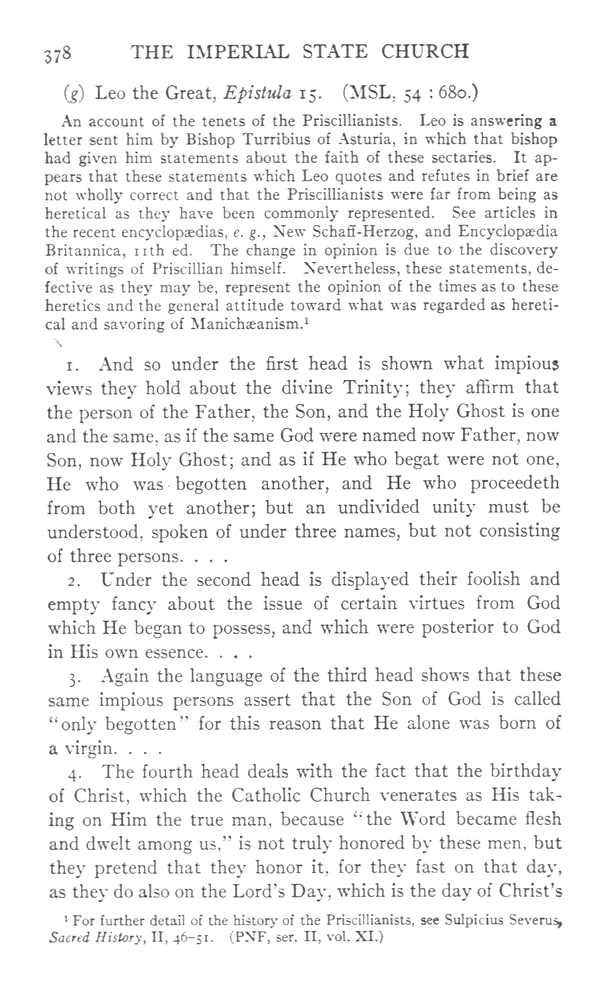 378 THE IMPERIAL STATE CHURCH
(g) Leo the Great, Epistula 15. (MSL, 54 : 680.)
An account of the tenets of the Priscillianists. Leo is answering a
letter sent him by Bishop Turribius of Asturia, in which that bishop
had given him statements about the faith of these sectaries. It ap-
pears that these statements which Leo quotes and refutes in brief are
not wholly correct and that the Priscillianists were far from being as
heretical as they have been commonly represented. See articles in
the recent encyclopædias, e. g., New Schaff-Herzog, and Encyclopædia
Britannica, 11th ed. The change in opinion is due to the discovery
of writings of Priscillian himself. Nevertheless, these statements, de-
fective as they may be, represent the opinion of the times as to these
heretics and the general attitude toward what was regarded as hereti-
cal and savoring of Manichæanism.¹
1. And so under the first head is shown what impious
views they hold about the divine Trinity; they affirm that
the person of the Father, the Son, and the Holy Ghost is one
and the same, as if the same God were named now Father, now
Son, now Holy Ghost; and as if He who begat were not one,
He who was begotten another, and He who proceedeth
from both yet another; but an undivided unity must be
understood, spoken of under three names, but not consisting
of three persons. . . .
2. Under the second head is displayed their foolish and
empty fancy about the issue of certain virtues from God
which He began to possess, and which were posterior to God
in His own essence. . . .
3. Again the language of the third head shows that these
same impious persons assert that the Son of God is called
“only begotten” for this reason that He alone was born of
a virgin. . . .
4. The fourth head deals with the fact that the birthday
of Christ, which the Catholic Church venerates as His tak-
ing on Him the true man, because “the Word became flesh
and dwelt among us,” is not truly honored by these men, but
they pretend that they honor it, for they fast on that day,
as they do also on the Lord’s Day, which is the day of Christ’s
¹ For further detail of the history of the Priscillianists, see Sulpicius Severus,
Sacred History, II, 46-51. (PNF, ser. II, vol. XI.)